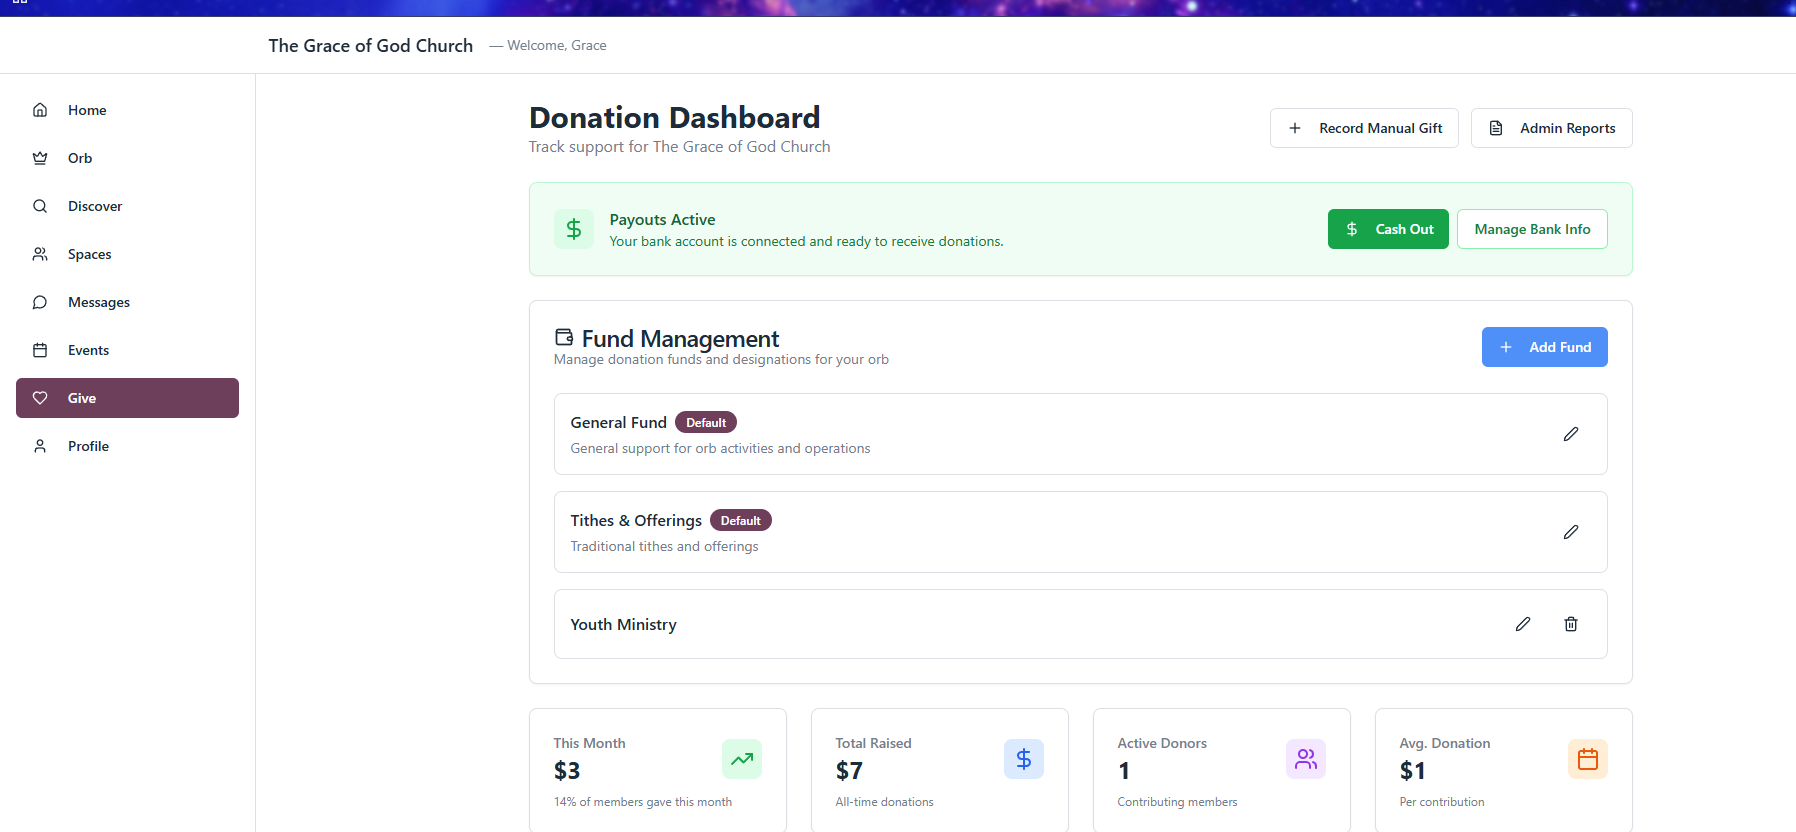 The Grace of God Church — Welcome, Grace
Home
Orb
Discover
Spaces
Messages
Events
Give
Profile
Donation Dashboard
Track support for The Grace of God Church
Record Manual Gift
Admin Reports
Payouts Active
Your bank account is connected and ready to receive donations.
Cash Out
Manage Bank Info
Fund Management
Manage donation funds and designations for your orb
Add Fund
General Fund Default
General support for orb activities and operations
Tithes & Offerings Default
Traditional tithes and offerings
Youth Ministry
This Month
$3
14% of members gave this month
Total Raised
$7
All-time donations
Active Donors
1
Contributing members
Avg. Donation
$1
Per contribution